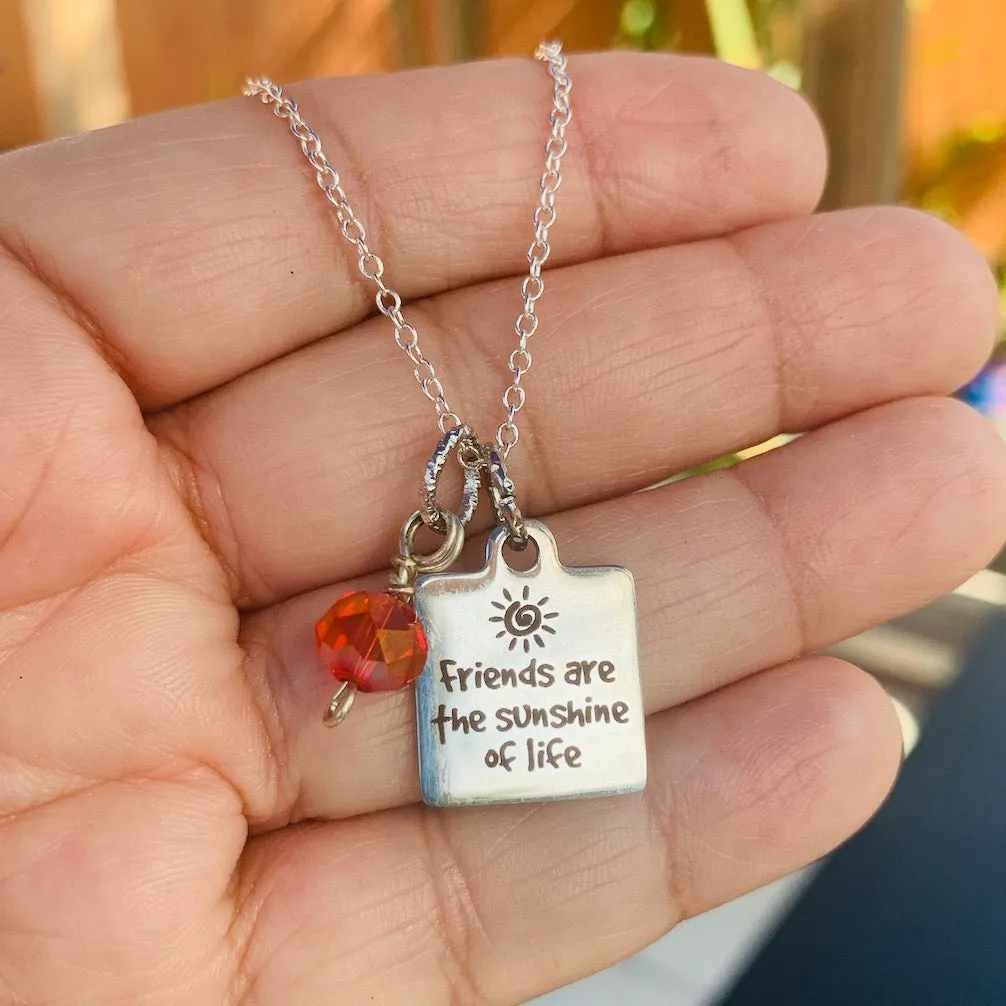 Friends are
the sunshine
of life